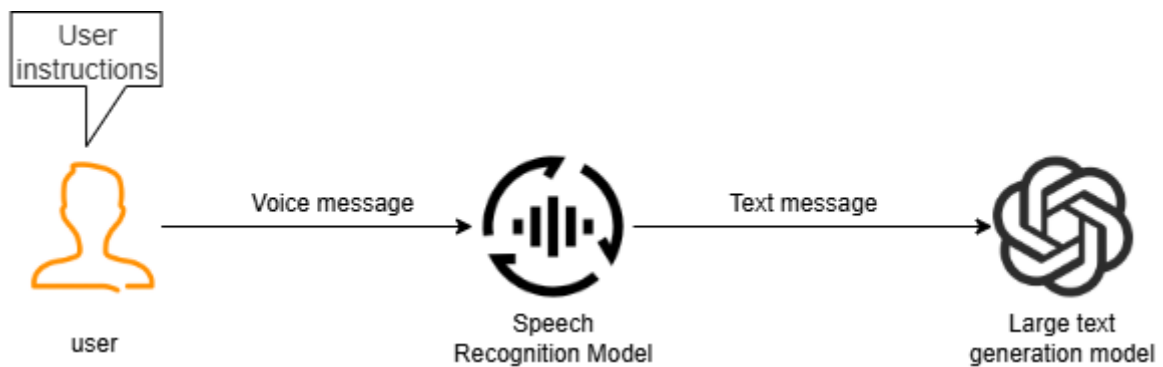 User
instructions
Voice message
Text message
user
Speech
Recognition Model
Large text
generation model